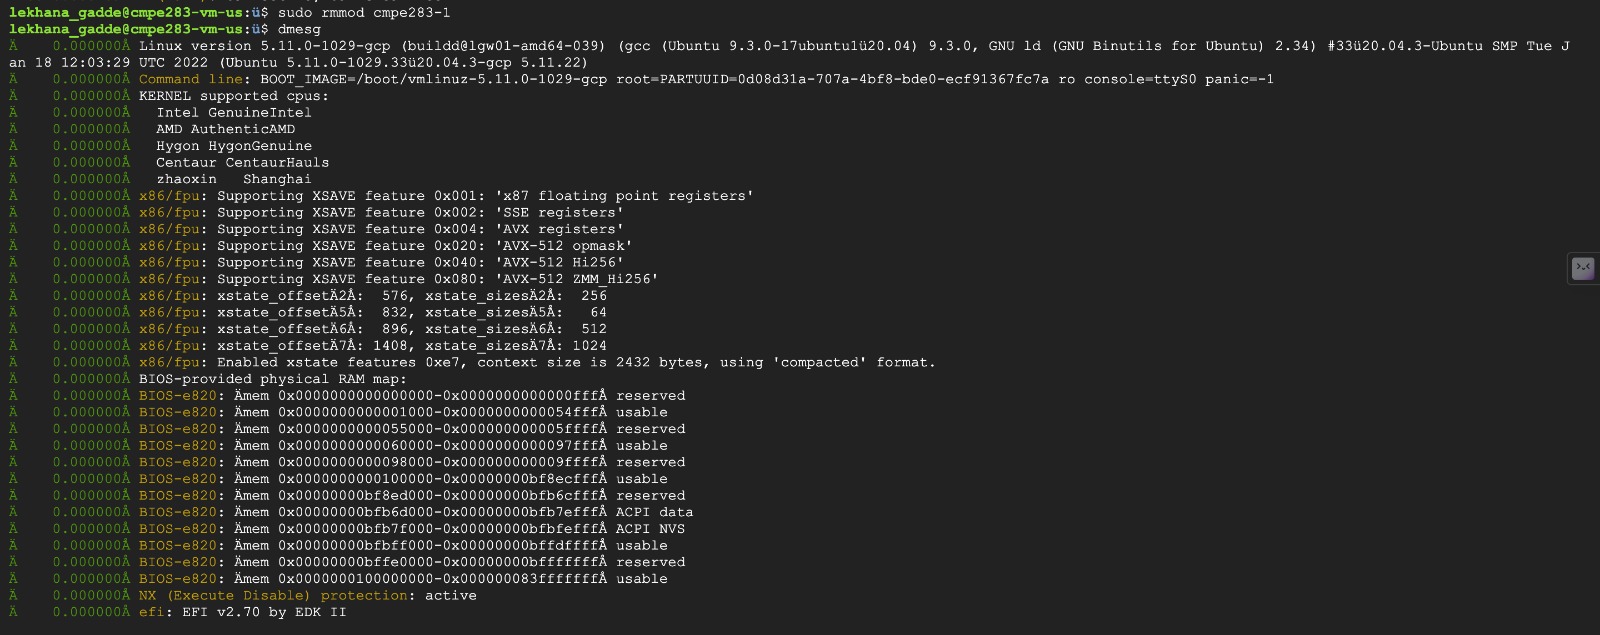 lekhana_gadde@cmpe283-vm-us:ü$ sudo rmmod cmpe283-1
lekhana_gadde@cmpe283-vm-us:ü$ dmesg
Ä    0.000000Å Linux version 5.11.0-1029-gcp (buildd@lgw01-amd64-039) (gcc (Ubuntu 9.3.0-17ubuntu1ü20.04) 9.3.0, GNU ld (GNU Binutils for Ubuntu) 2.34) #33ü20.04.3-Ubuntu SMP Tue J
an 18 12:03:29 UTC 2022 (Ubuntu 5.11.0-1029.33ü20.04.3-gcp 5.11.22)
Ä    0.000000Å Command line: BOOT_IMAGE=/boot/vmlinuz-5.11.0-1029-gcp root=PARTUUID=0d08d31a-707a-4bf8-bde0-ecf91367fc7a ro console=ttyS0 panic=-1
Ä    0.000000Å KERNEL supported cpus:
Ä    0.000000Å   Intel GenuineIntel
Ä    0.000000Å   AMD AuthenticAMD
Ä    0.000000Å   Hygon HygonGenuine
Ä    0.000000Å   Centaur CentaurHauls
Ä    0.000000Å   zhaoxin   Shanghai
Ä    0.000000Å x86/fpu: Supporting XSAVE feature 0x001: 'x87 floating point registers'
Ä    0.000000Å x86/fpu: Supporting XSAVE feature 0x002: 'SSE registers'
Ä    0.000000Å x86/fpu: Supporting XSAVE feature 0x004: 'AVX registers'
Ä    0.000000Å x86/fpu: Supporting XSAVE feature 0x020: 'AVX-512 opmask'
Ä    0.000000Å x86/fpu: Supporting XSAVE feature 0x040: 'AVX-512 Hi256'
Ä    0.000000Å x86/fpu: Supporting XSAVE feature 0x080: 'AVX-512 ZMM_Hi256'
Ä    0.000000Å x86/fpu: xstate_offsetÄ2Å:  576, xstate_sizesÄ2Å:  256
Ä    0.000000Å x86/fpu: xstate_offsetÄ5Å:  832, xstate_sizesÄ5Å:   64
Ä    0.000000Å x86/fpu: xstate_offsetÄ6Å:  896, xstate_sizesÄ6Å:  512
Ä    0.000000Å x86/fpu: xstate_offsetÄ7Å: 1408, xstate_sizesÄ7Å: 1024
Ä    0.000000Å x86/fpu: Enabled xstate features 0xe7, context size is 2432 bytes, using 'compacted' format.
Ä    0.000000Å BIOS-provided physical RAM map:
Ä    0.000000Å BIOS-e820: Ämem 0x0000000000000000-0x0000000000000fffÅ reserved
Ä    0.000000Å BIOS-e820: Ämem 0x0000000000001000-0x0000000000054fffÅ usable
Ä    0.000000Å BIOS-e820: Ämem 0x0000000000055000-0x000000000005ffffÅ reserved
Ä    0.000000Å BIOS-e820: Ämem 0x0000000000060000-0x0000000000097fffÅ usable
Ä    0.000000Å BIOS-e820: Ämem 0x0000000000098000-0x000000000009ffffÅ reserved
Ä    0.000000Å BIOS-e820: Ämem 0x0000000000100000-0x00000000bf8ecfffÅ usable
Ä    0.000000Å BIOS-e820: Ämem 0x00000000bf8ed000-0x00000000bfb6cfffÅ reserved
Ä    0.000000Å BIOS-e820: Ämem 0x00000000bfb6d000-0x00000000bfb7efffÅ ACPI data
Ä    0.000000Å BIOS-e820: Ämem 0x00000000bfb7f000-0x00000000bfbfefffÅ ACPI NVS
Ä    0.000000Å BIOS-e820: Ämem 0x00000000bfbff000-0x00000000bffdffffÅ usable
Ä    0.000000Å BIOS-e820: Ämem 0x00000000bffe0000-0x00000000bfffffffÅ reserved
Ä    0.000000Å BIOS-e820: Ämem 0x0000000100000000-0x000000083fffffffÅ usable
Ä    0.000000Å NX (Execute Disable) protection: active
Ä    0.000000Å efi: EFI v2.70 by EDK II